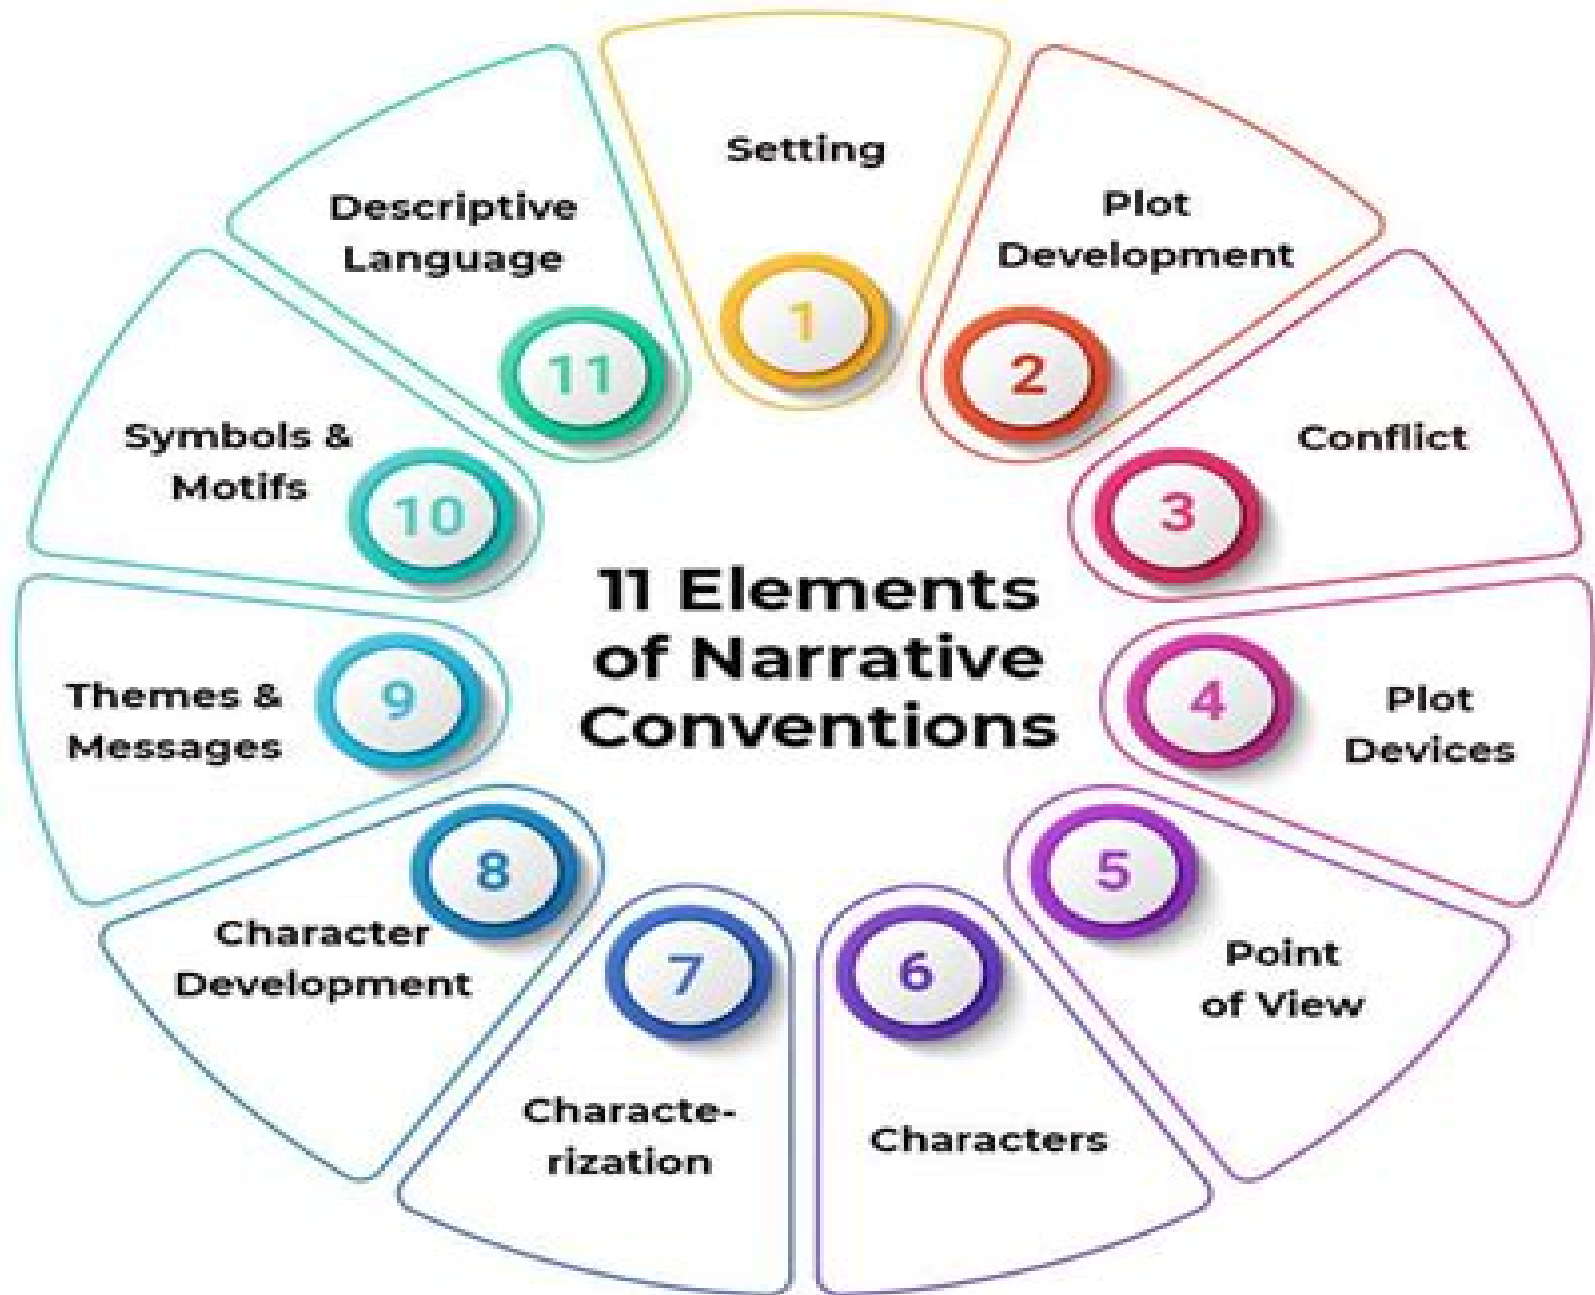 11 Elements
of Narrative
Conventions
1
Setting
2
Plot
Development
3
Conflict
4
Plot
Devices
5
Point
of View
6
Characters
7
Characte-
rization
8
Character
Development
9
Themes &
Messages
10
Symbols &
Motifs
11
Descriptive
Language